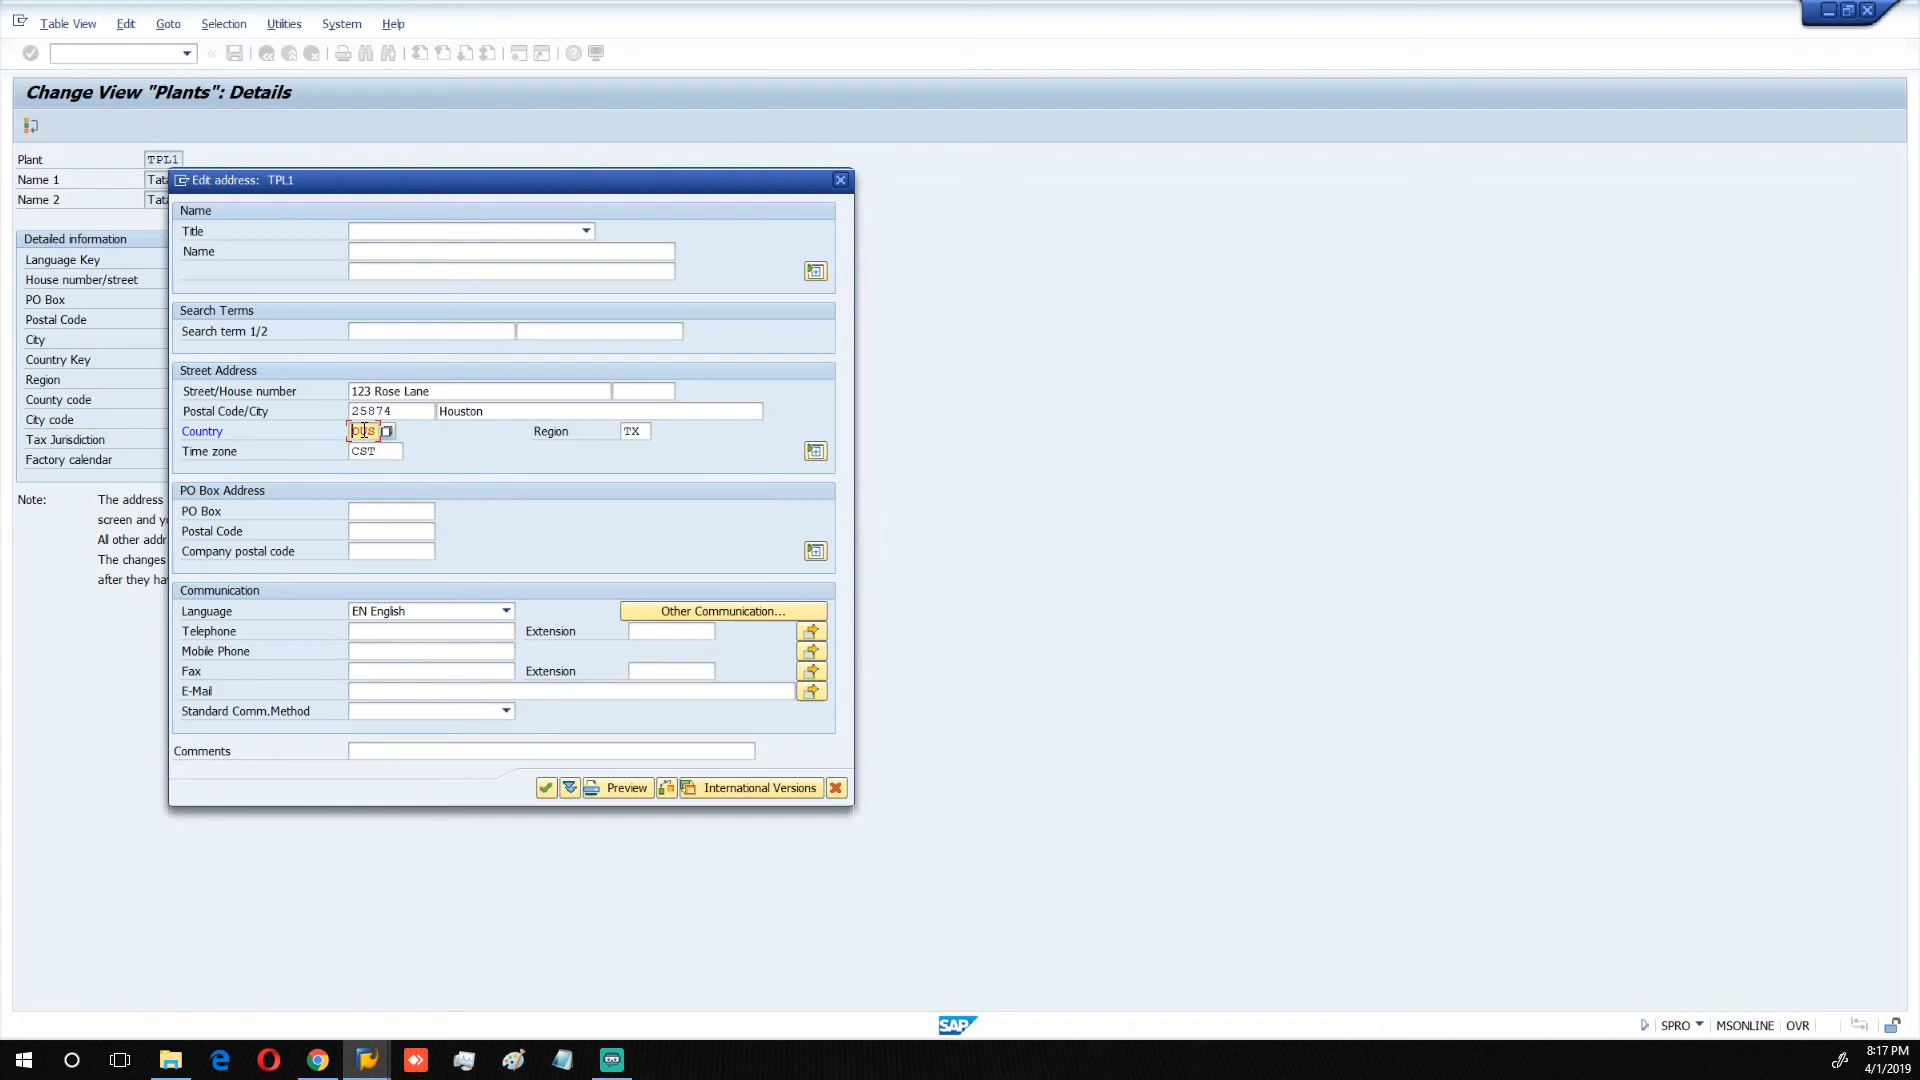 Table View Edit Goto Selection Utilities System Help
Change View "Plants": Details
Plant TPL1
Name 1 Tata
Name 2 Tata
Detailed information
Language Key
House number/street
PO Box
Postal Code
City
Country Key
Region
County code
City code
Tax Jurisdiction
Factory calendar
Note: The address
screen and yo
All other addr
The changes
after they ha
Edit address: TPL1
Name
Title
Name
Search Terms
Search term 1/2
Street Address
Street/House number 123 Rose Lane
Postal Code/City 25874 Houston
Country OUS Region TX
Time zone CST
PO Box Address
PO Box
Postal Code
Company postal code
Communication
Language EN English Other Communication...
Telephone Extension
Mobile Phone
Fax Extension
E-Mail
Standard Comm.Method
Comments
Preview International Versions
SAP
SPRO MSONLINE OVR
8:17 PM
4/1/2019